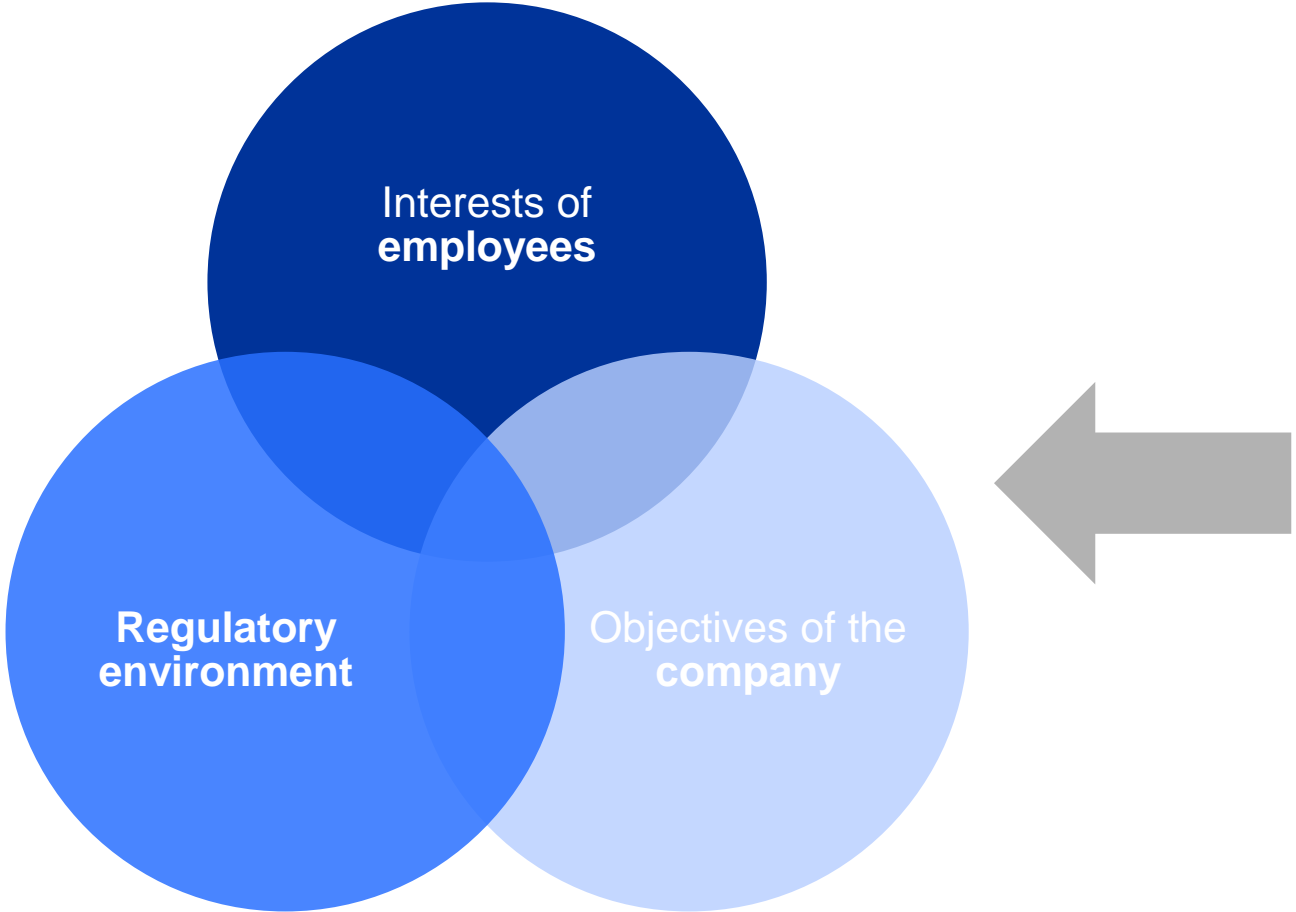 Interests of
employees
Regulatory
environment
Objectives of the
company